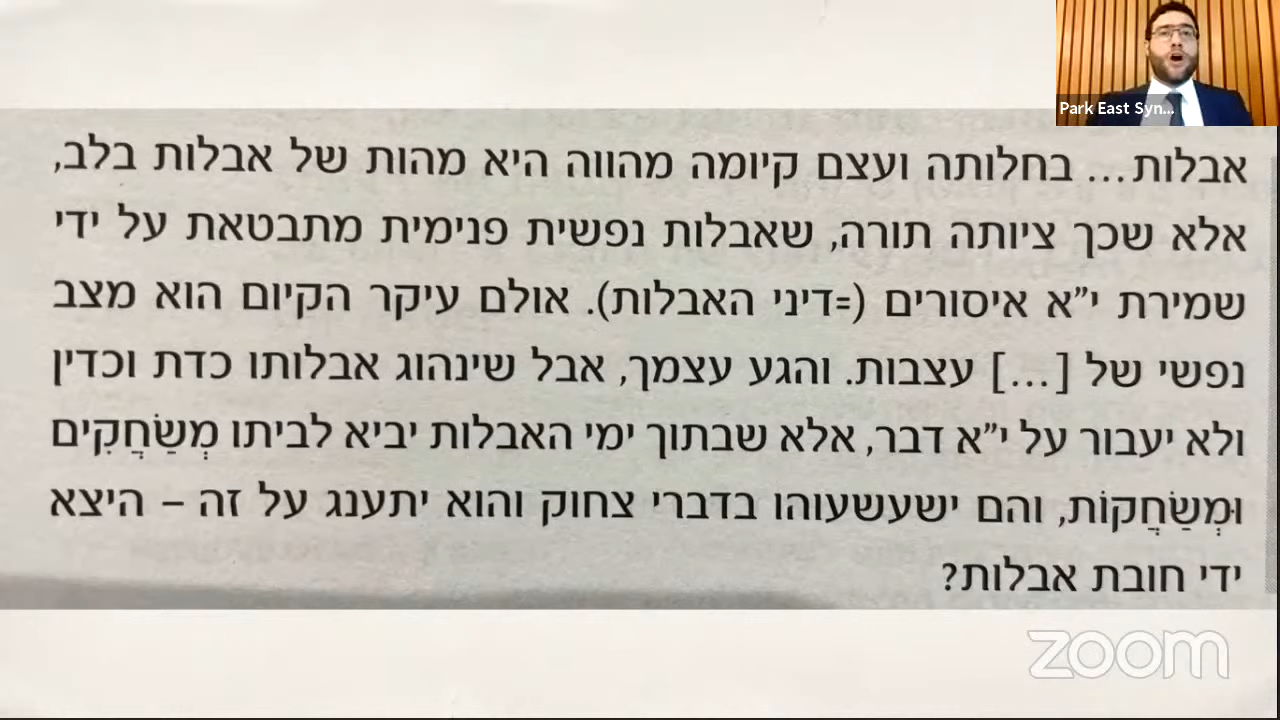 Park East Syn...
אבלות... בחלותה ועצם קיומה מהווה היא מהות של אבלות בלב,
אלא שכך ציותה תורה, שאבלות נפשית פנימית מתבטאת על ידי
שמירת י״א איסורים (=דיני האבלות). אולם עיקר הקיום הוא מצב
נפשי של [...] עצבות. והגע עצמך, אבל שינהוג אבלותו כדת וכדין
ולא יעבור על י״א דבר, אלא שבתוך ימי האבלות יביא לביתו מְשַׂחֲקִים
וּמְשַׂחֲקוֹת, והם ישעשעוהו בדברי צחוק והוא יתענג על זה – היצא
ידי חובת אבלות?
zoom